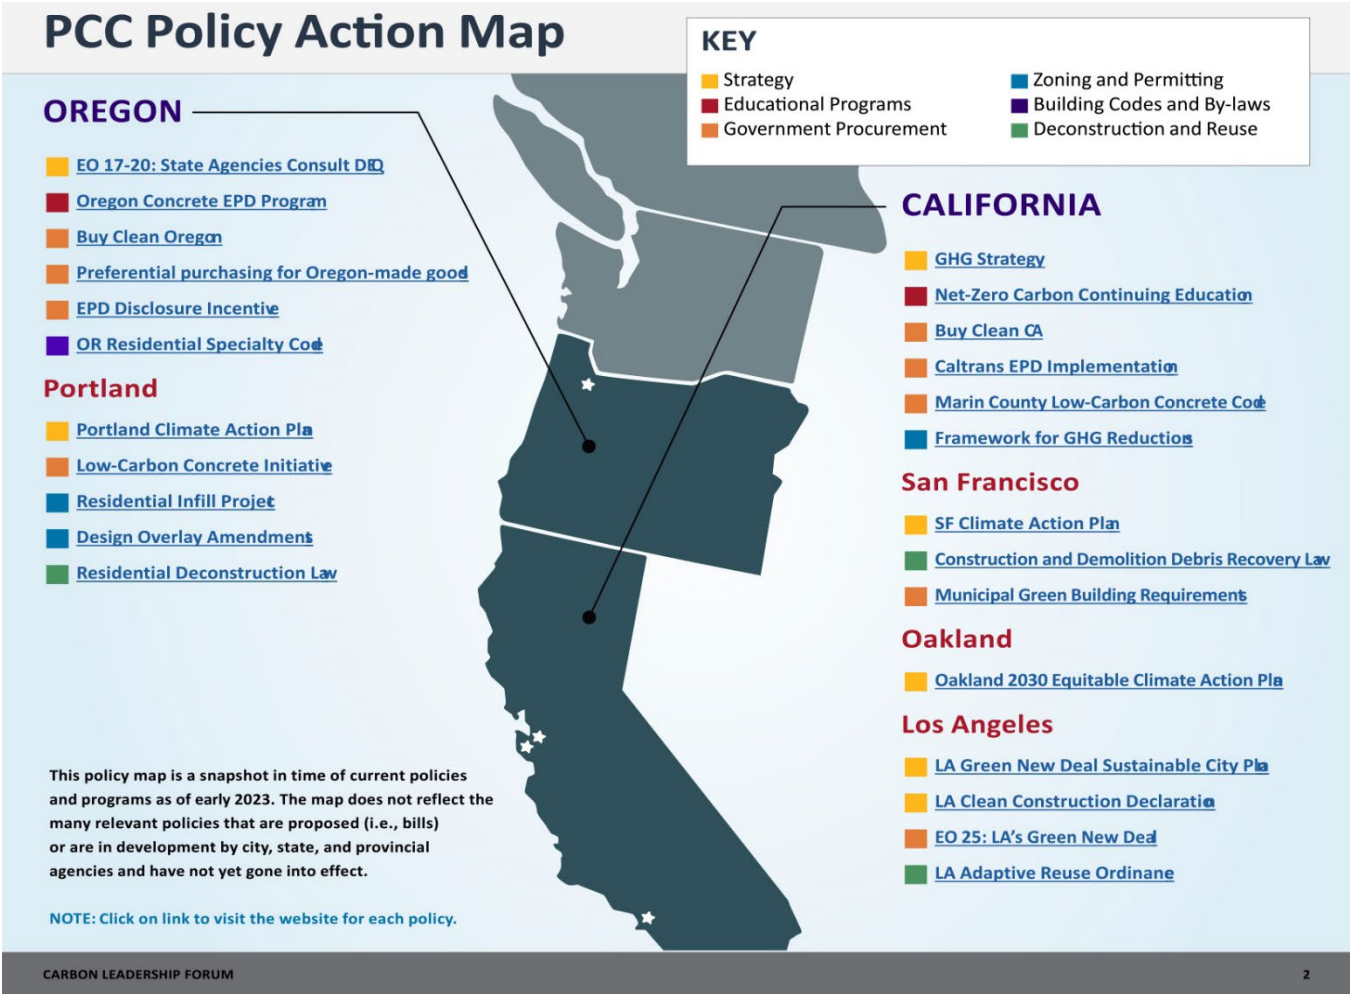 PCC Policy Action Map
KEY
Strategy
Educational Programs
Government Procurement
Zoning and Permitting
Building Codes and By-laws
Deconstruction and Reuse
OREGON
EO 17-20: State Agencies Consult DEQ
Oregon Concrete EPD Program
Buy Clean Oregon
Preferential purchasing for Oregon-made good
EPD Disclosure Incentive
OR Residential Specialty Code
Portland
Portland Climate Action Plan
Low-Carbon Concrete Initiative
Residential Infill Project
Design Overlay Amendments
Residential Deconstruction Law
This policy map is a snapshot in time of current policies
and programs as of early 2023. The map does not reflect the
many relevant policies that are proposed (i.e., bills)
or are in development by city, state, and provincial
agencies and have not yet gone into effect.
NOTE: Click on link to visit the website for each policy.
CALIFORNIA
GHG Strategy
Net-Zero Carbon Continuing Education
Buy Clean CA
Caltrans EPD Implementation
Marin County Low-Carbon Concrete Code
Framework for GHG Reductions
San Francisco
SF Climate Action Plan
Construction and Demolition Debris Recovery Law
Municipal Green Building Requirements
Oakland
Oakland 2030 Equitable Climate Action Plan
Los Angeles
LA Green New Deal Sustainable City Plan
LA Clean Construction Declaration
EO 25: LA's Green New Deal
LA Adaptive Reuse Ordinane
CARBON LEADERSHIP FORUM
2